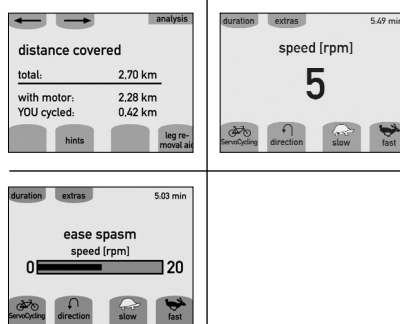 analysis
distance covered
total: 2,70 km
with motor: 2,28 km
YOU cycled: 0,42 km
hints
leg re-
moval aid
duration extras 5:49 min
speed [rpm]
5
ServoCycling direction slow fast
duration extras 5:03 min
ease spasm
speed [rpm]
0 20
ServoCycling direction slow fast